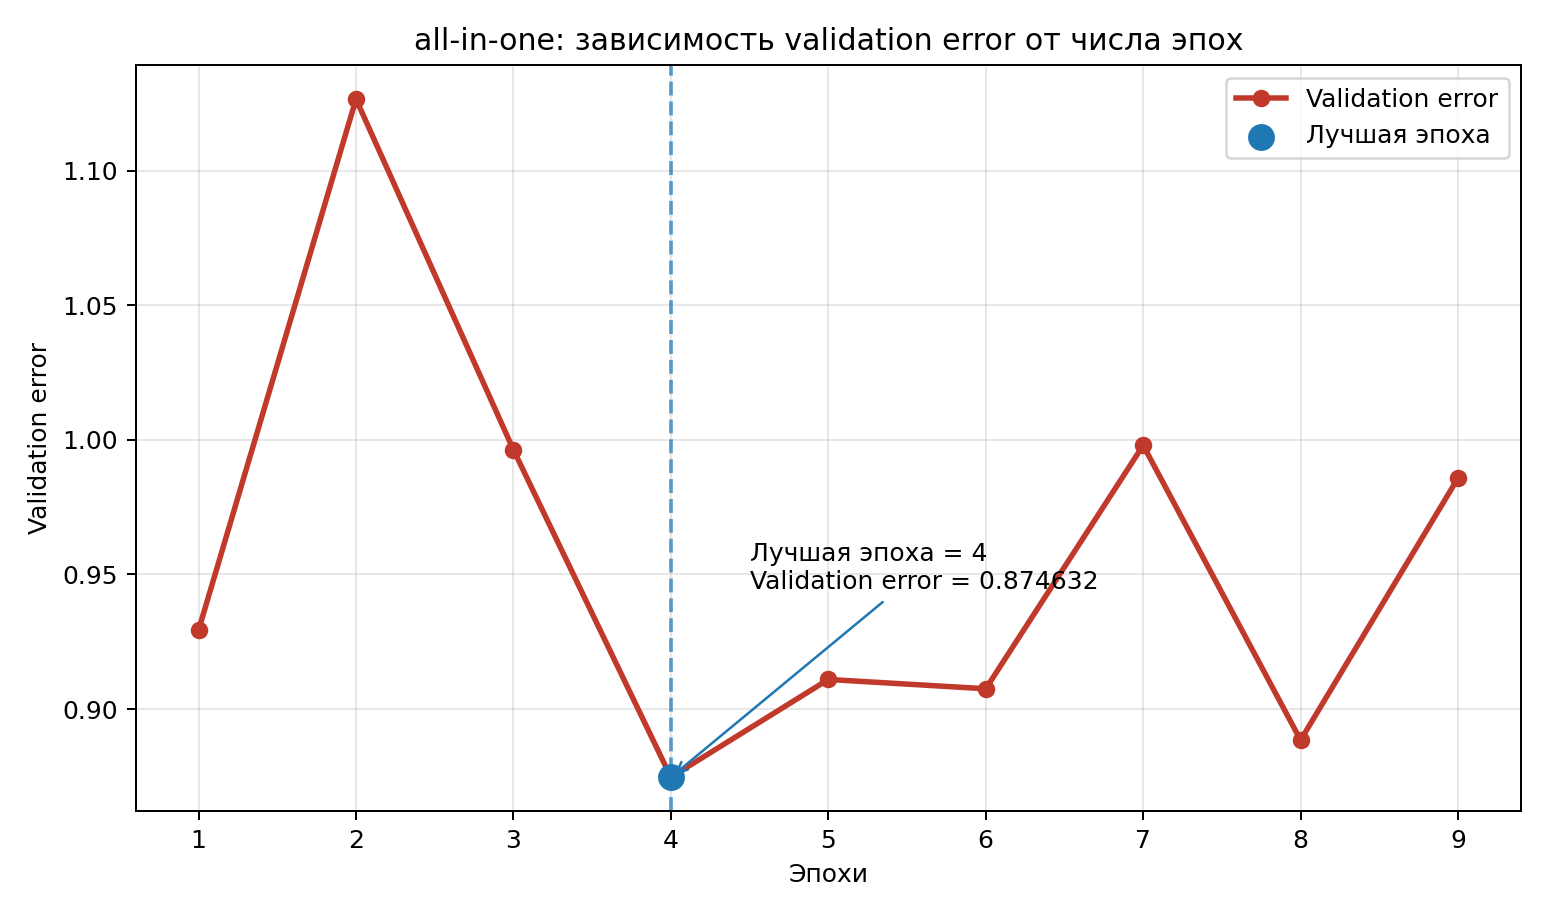 all-in-one: зависимость validation error от числа эпох
Validation error
Лучшая эпоха
1.10
1.05
1.00
0.95
0.90
Validation error
Лучшая эпоха = 4
Validation error = 0.874632
1 2 3 4 5 6 7 8 9
Эпохи